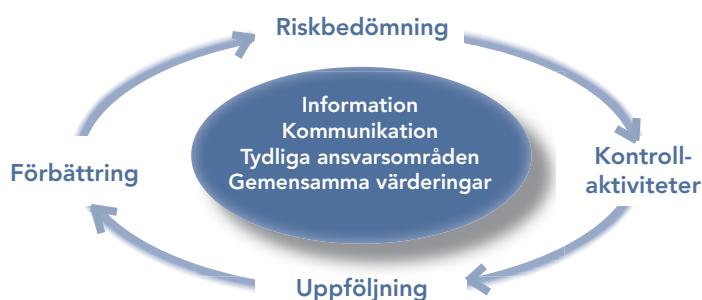 Riskbedömning
Information
Kommunikation
Tydliga ansvarsområden
Gemensamma värderingar
Förbättring
Kontroll-
aktiviteter
Uppföljning